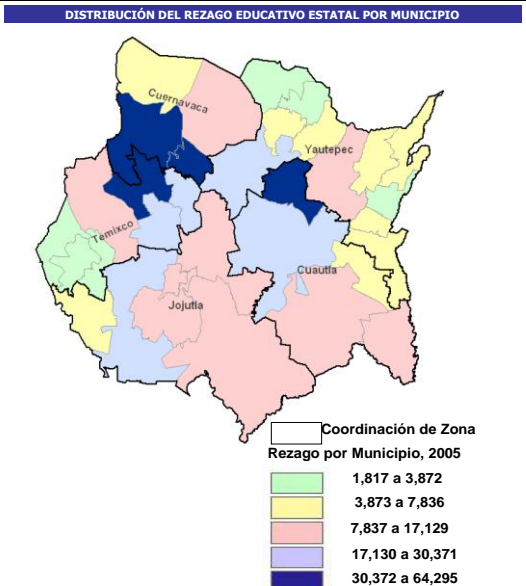 DISTRIBUCIÓN DEL REZAGO EDUCATIVO ESTATAL POR MUNICIPIO
Cuernavaca
Yautepec
Temixco
Cuautla
Jojutla
Coordinación de Zona
Rezago por Municipio, 2005
1,817 a 3,872
3,873 a 7,836
7,837 a 17,129
17,130 a 30,371
30,372 a 64,295